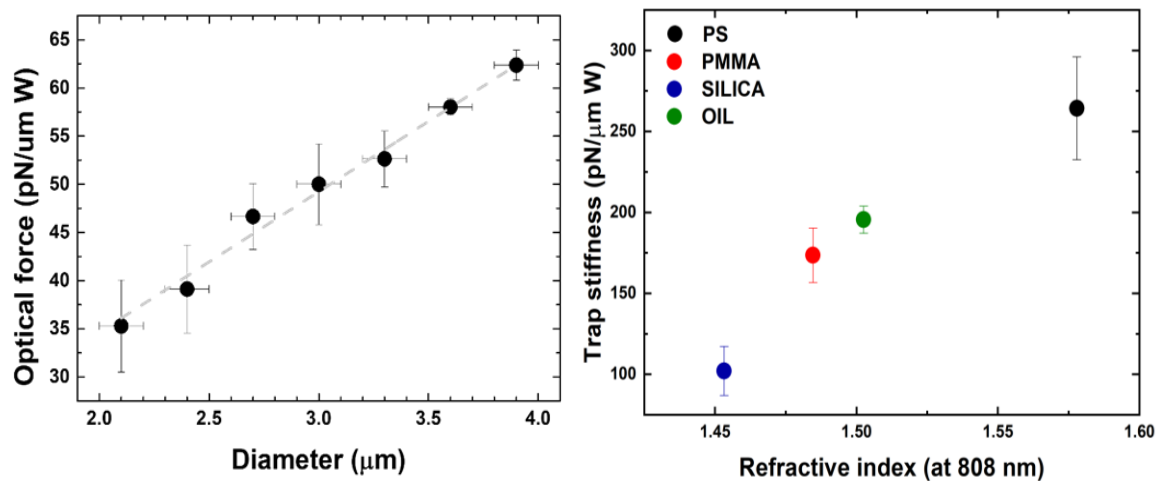 Optical force (pN/um W)
65
60
55
50
45
40
35
30
2.0 2.5 3.0 3.5 4.0
Diameter (μm)
Trap stiffness (pN/μm W)
300
250
200
150
100
PS
PMMA
SILICA
OIL
1.45 1.50 1.55 1.60
Refractive index (at 808 nm)